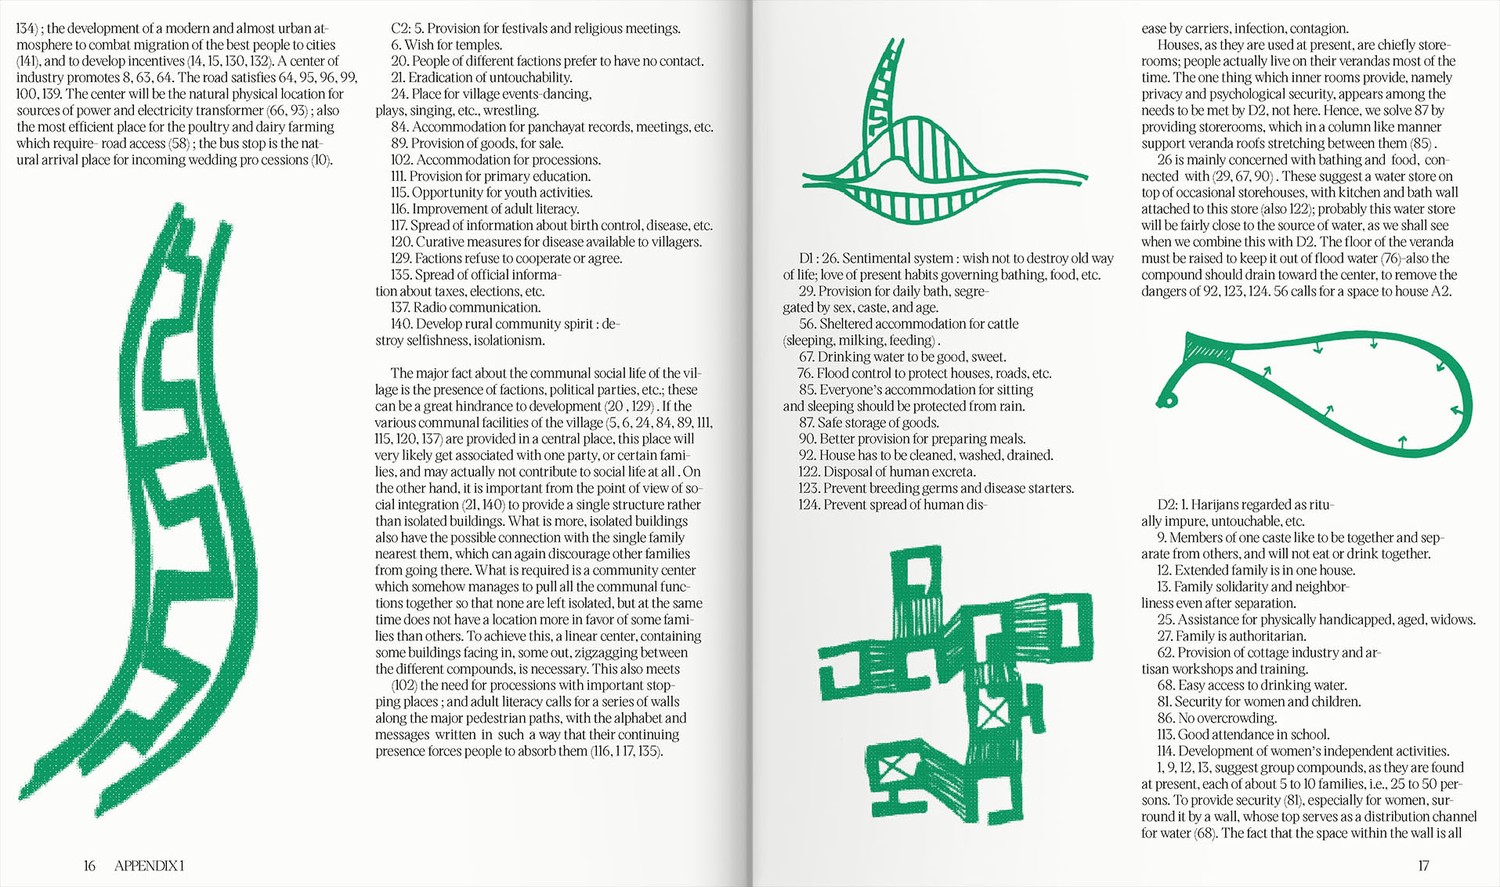 134) ; the development of a modern and almost urban at-
mosphere to combat migration of the best people to cities
(141), and to develop incentives (14, 15, 130, 132). A center of
industry promotes 8, 63, 64. The road satisfies 64, 95, 96, 99,
100, 139. The center will be the natural physical location for
sources of power and electricity transformer (66, 93) ; also
the most efficient place for the poultry and dairy farming
which require- road access (58) ; the bus stop is the nat-
ural arrival place for incoming wedding pro cessions (10).
C2: 5. Provision for festivals and religious meetings.
6. Wish for temples.
20. People of different factions prefer to have no contact.
21. Eradication of untouchability.
24. Place for village events-dancing,
plays, singing, etc., wrestling.
84. Accommodation for panchayat records, meetings, etc.
89. Provision of goods, for sale.
102. Accommodation for processions.
111. Provision for primary education.
115. Opportunity for youth activities.
116. Improvement of adult literacy.
117. Spread of information about birth control, disease, etc.
120. Curative measures for disease available to villagers.
129. Factions refuse to cooperate or agree.
135. Spread of official informa-
tion about taxes, elections, etc.
137. Radio communication.
140. Develop rural community spirit : de-
stroy selfishness, isolationism.
The major fact about the communal social life of the vil-
lage is the presence of factions, political parties, etc.; these
can be a great hindrance to development (20 , 129) . If the
various communal facilities of the village (5, 6, 24, 84, 89, 111,
115, 120, 137) are provided in a central place, this place will
very likely get associated with one party, or certain fami-
lies, and may actually not contribute to social life at all . On
the other hand, it is important from the point of view of so-
cial integration (21, 140) to provide a single structure rather
than isolated buildings. What is more, isolated buildings
also have the possible connection with the single family
nearest them, which can again discourage other families
from going there. What is required is a community center
which somehow manages to pull all the communal func-
tions together so that none are left isolated, but at the same
time does not have a location more in favor of some fami-
lies than others. To achieve this, a linear center, containing
some buildings facing in, some out, zigzagging between
the different compounds, is necessary. This also meets
(102) the need for processions with important stop-
ping places ; and adult literacy calls for a series of walls
along the major pedestrian paths, with the alphabet and
messages written in such a way that their continuing
presence forces people to absorb them (116, 1 17, 135).
16 APPENDIX 1
D1 : 26. Sentimental system : wish not to destroy old way
of life; love of present habits governing bathing, food, etc.
29. Provision for daily bath, segre-
gated by sex, caste, and age.
56. Sheltered accommodation for cattle
(sleeping, milking, feeding) .
67. Drinking water to be good, sweet.
76. Flood control to protect houses, roads, etc.
85. Everyone's accommodation for sitting
and sleeping should be protected from rain.
87. Safe storage of goods.
90. Better provision for preparing meals.
92. House has to be cleaned, washed, drained.
122. Disposal of human excreta.
123. Prevent breeding germs and disease starters.
124. Prevent spread of human dis-
ease by carriers, infection, contagion.
Houses, as they are used at present, are chiefly store-
rooms; people actually live on their verandas most of the
time. The one thing which inner rooms provide, namely
privacy and psychological security, appears among the
needs to be met by D2, not here. Hence, we solve 87 by
providing storerooms, which in a column like manner
support veranda roofs stretching between them (85) .
26 is mainly concerned with bathing and food, con-
nected with (29, 67, 90) . These suggest a water store on
top of occasional storehouses, with kitchen and bath wall
attached to this store (also 122); probably this water store
will be fairly close to the source of water, as we shall see
when we combine this with D2. The floor of the veranda
must be raised to keep it out of flood water (76)-also the
compound should drain toward the center, to remove the
dangers of 92, 123, 124. 56 calls for a space to house A2.
D2: 1. Harijans regarded as ritu-
ally impure, untouchable, etc.
9. Members of one caste like to be together and sep-
arate from others, and will not eat or drink together.
12. Extended family is in one house.
13. Family solidarity and neighbor-
liness even after separation.
25. Assistance for physically handicapped, aged, widows.
27. Family is authoritarian.
62. Provision of cottage industry and ar-
tisan workshops and training.
68. Easy access to drinking water.
81. Security for women and children.
86. No overcrowding.
113. Good attendance in school.
114. Development of women's independent activities.
1, 9, 12, 13, suggest group compounds, as they are found
at present, each of about 5 to 10 families, i.e., 25 to 50 per-
sons. To provide security (81), especially for women, sur-
round it by a wall, whose top serves as a distribution channel
for water (68). The fact that the space within the wall is all
17